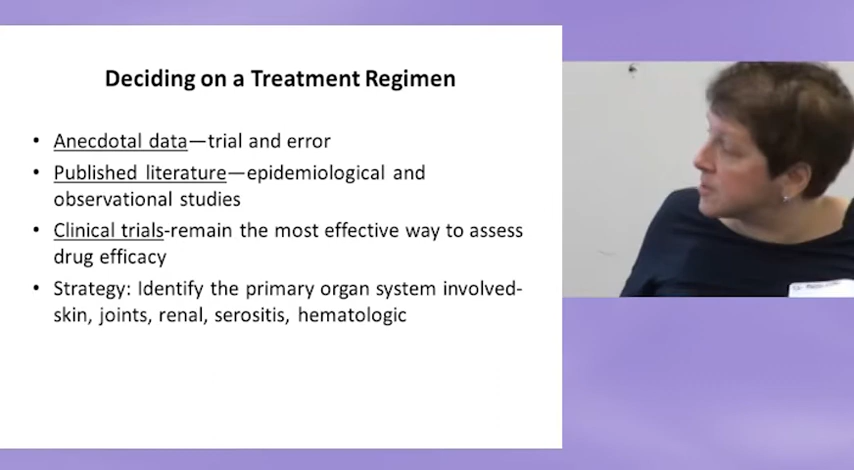 Deciding on a Treatment Regimen
• Anecdotal data—trial and error
• Published literature—epidemiological and
observational studies
• Clinical trials-remain the most effective way to assess
drug efficacy
• Strategy: Identify the primary organ system involved-
skin, joints, renal, serositis, hematologic